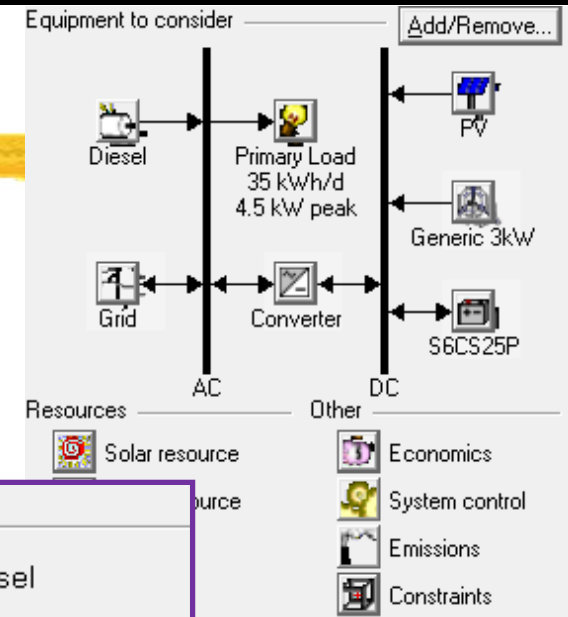 Equipment to consider
Add/Remove...
Diesel
Primary Load
35 kWh/d
4.5 kW peak
PV
Generic 3kW
Grid
Converter
S6CS25P
AC
DC
Resources
Other
Solar resource
Economics
System control
Emissions
Constraints